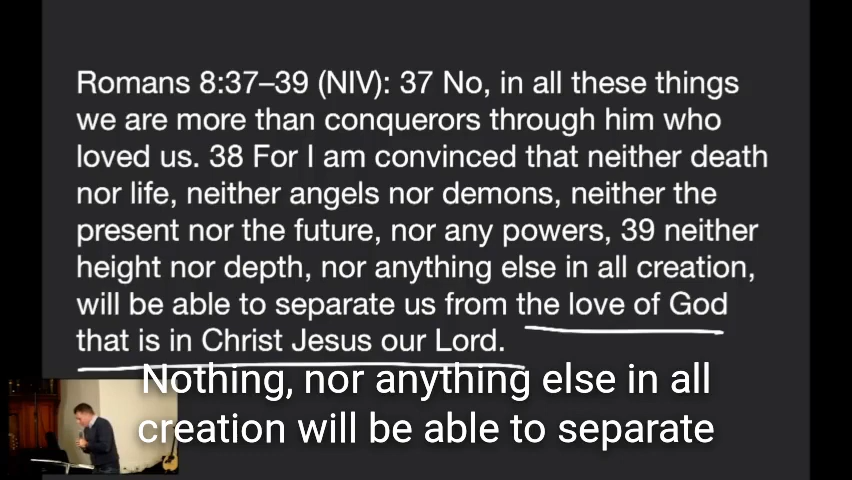 Romans 8:37–39 (NIV): 37 No, in all these things
we are more than conquerors through him who
loved us. 38 For I am convinced that neither death
nor life, neither angels nor demons, neither the
present nor the future, nor any powers, 39 neither
height nor depth, nor anything else in all creation,
will be able to separate us from the love of God
that is in Christ Jesus our Lord.
Nothing, nor anything else in all
creation will be able to separate